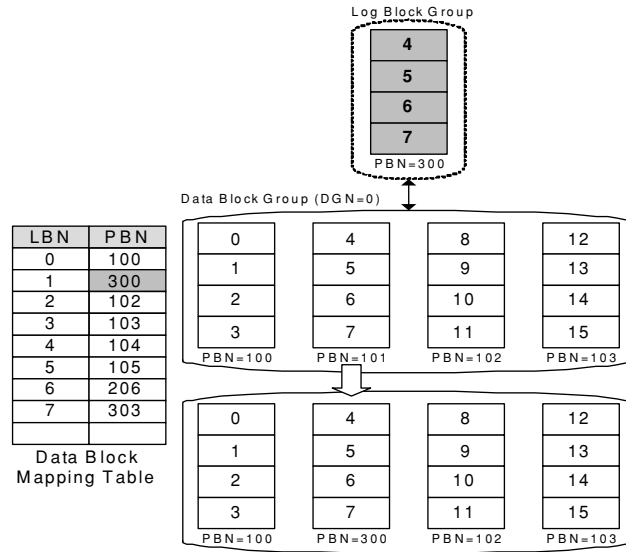 Log Block Group
4
5
6
7
PBN=300
Data Block Group (DGN=0)
LBN PBN
0 100
1 300
2 102
3 103
4 104
5 105
6 206
7 303
Data Block
Mapping Table
0 4 8 12
1 5 9 13
2 6 10 14
3 7 11 15
PBN=100 PBN=101 PBN=102 PBN=103
0 4 8 12
1 5 9 13
2 6 10 14
3 7 11 15
PBN=100 PBN=300 PBN=102 PBN=103